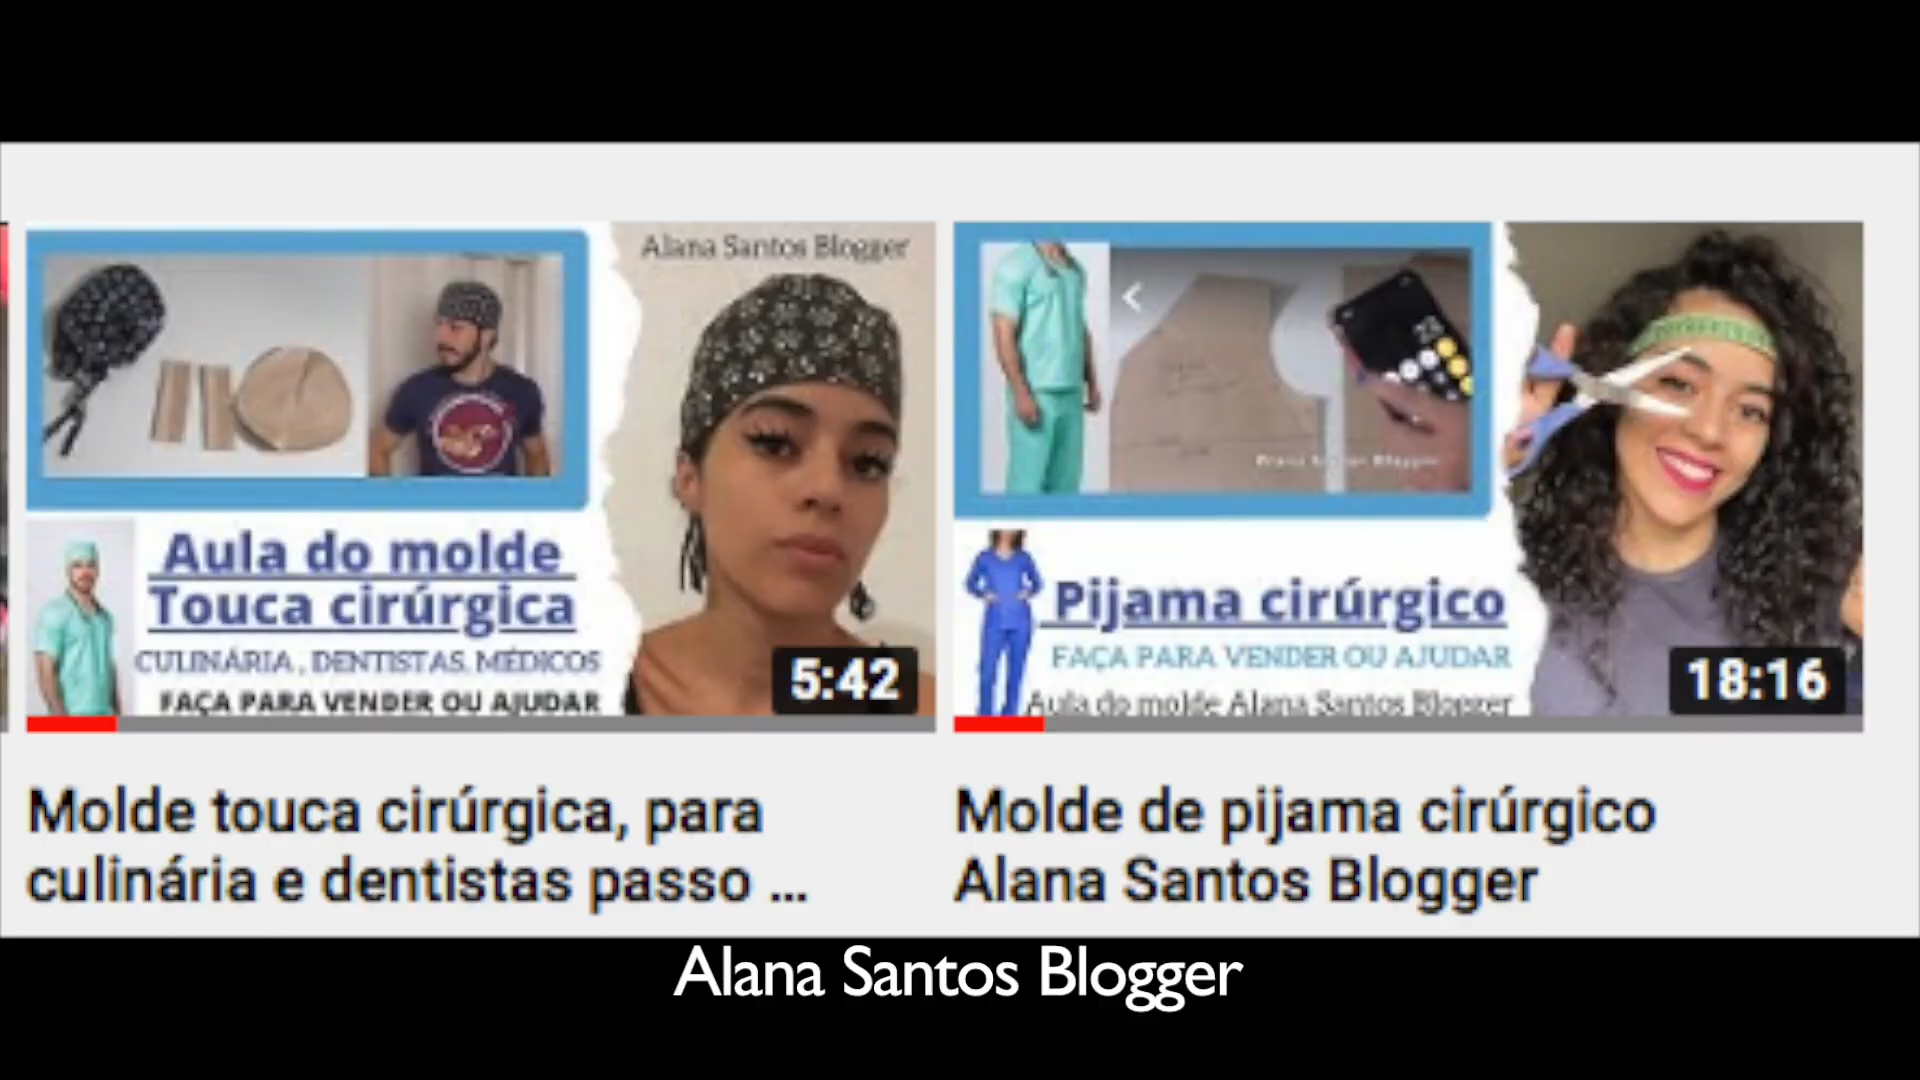 Alana Santos Blogger
Aula do molde
Touca cirúrgica
CULINÁRIA , DENTISTAS, MÉDICOS
FAÇA PARA VENDER OU AJUDAR
5:42
Molde touca cirúrgica, para
culinária e dentistas passo ...
Pijama cirúrgico
FAÇA PARA VENDER OU AJUDAR
Aula do molde Alana Santos Blogger
18:16
Molde de pijama cirúrgico
Alana Santos Blogger
Alana Santos Blogger